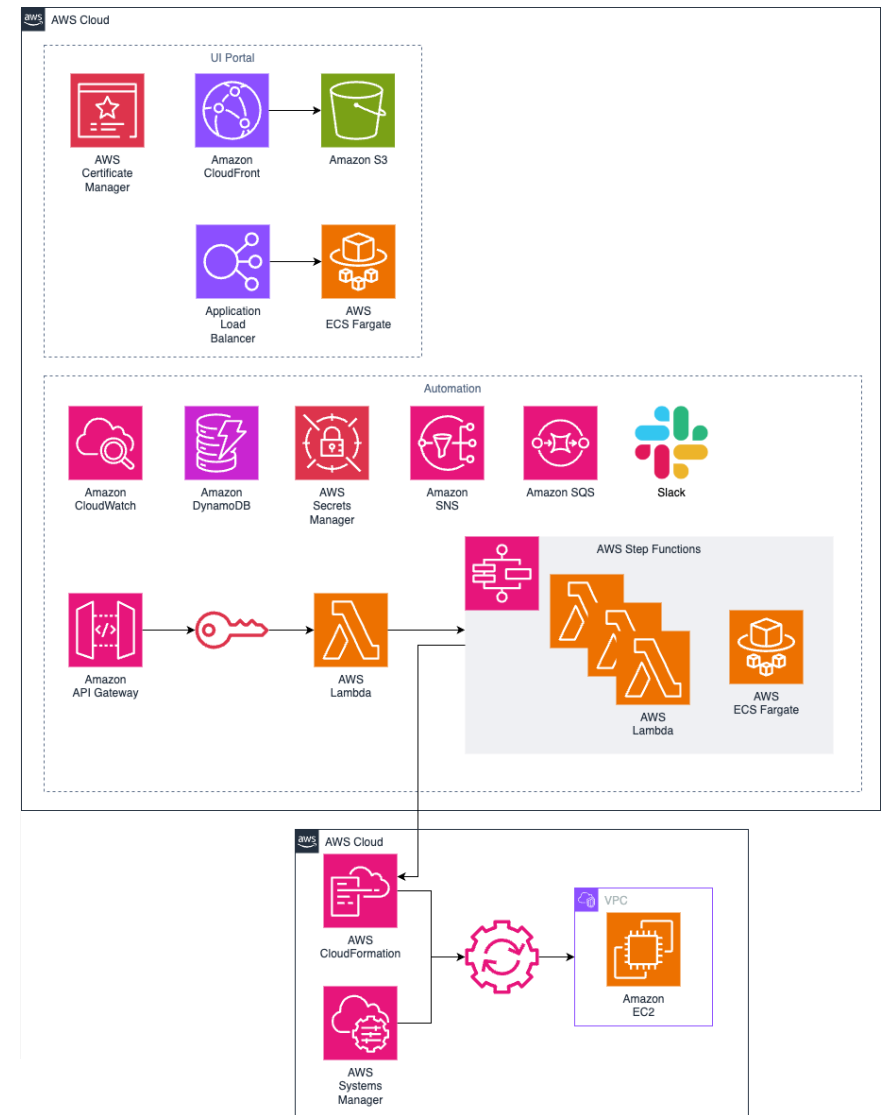 aws
AWS Cloud
UI Portal
AWS
Certificate
Manager
Amazon
CloudFront
Amazon S3
Application
Load
Balancer
AWS
ECS Fargate
Automation
Amazon
CloudWatch
Amazon
DynamoDB
AWS
Secrets
Manager
Amazon
SNS
Amazon SQS
Slack
AWS Step Functions
</>
Amazon
API Gateway
AWS
Lambda
AWS
Lambda
AWS
ECS Fargate
aws
AWS Cloud
AWS
CloudFormation
VPC
Amazon
EC2
AWS
Systems
Manager